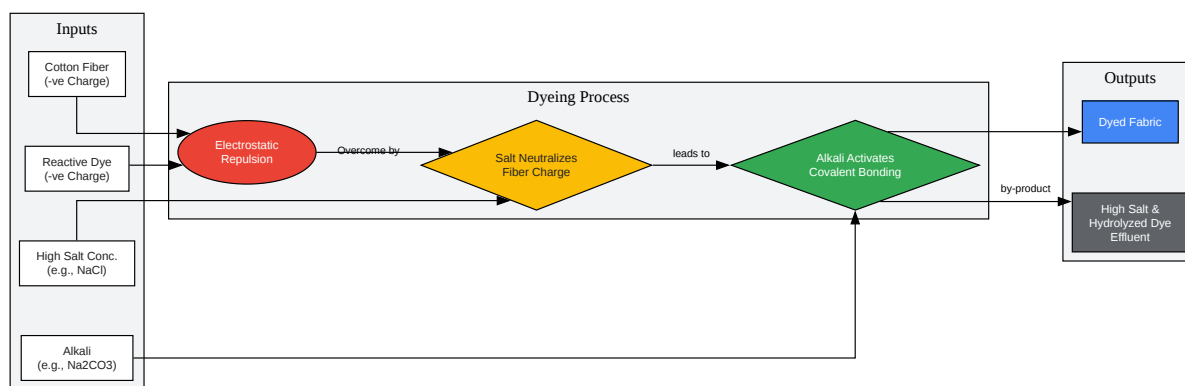 Inputs
Cotton Fiber
(-ve Charge)
Reactive Dye
(-ve Charge)
High Salt Conc.
(e.g., NaCl)
Alkali
(e.g., Na2CO3)
Dyeing Process
Electrostatic
Repulsion
Overcome by
Salt Neutralizes
Fiber Charge
leads to
Alkali Activates
Covalent Bonding
by-product
Outputs
Dyed Fabric
High Salt &
Hydrolyzed Dye
Effluent